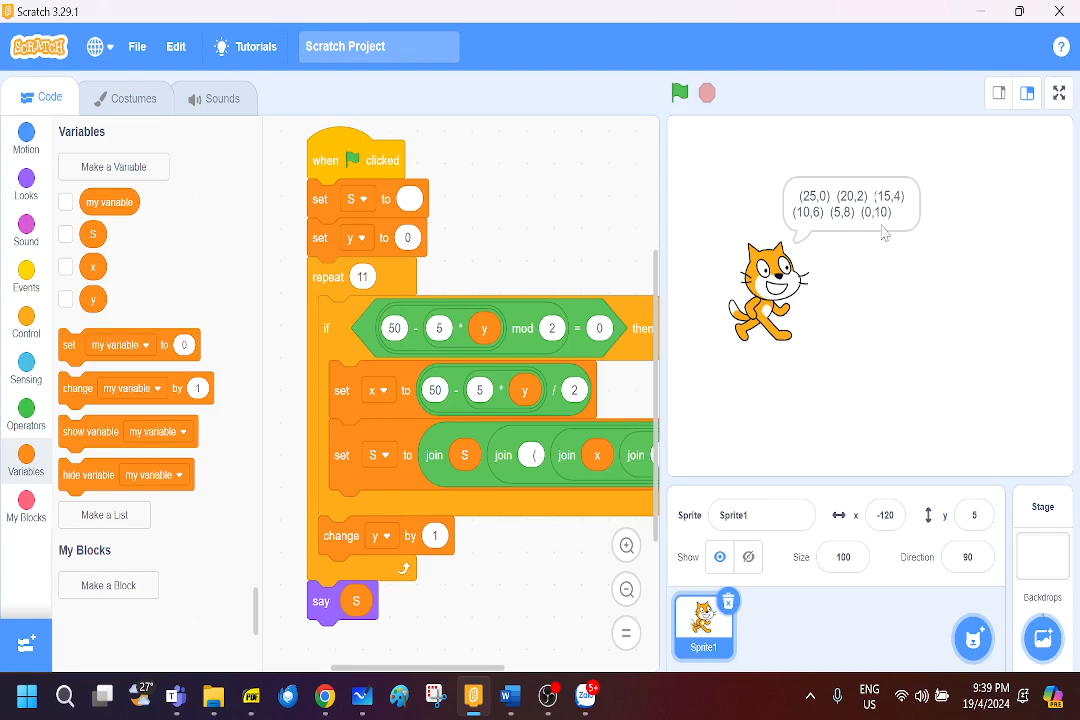 Scratch 3.29.1
SCRATCH
File
Edit
Tutorials
Scratch Project
?
Code
Costumes
Sounds
Motion
Looks
Sound
Events
Control
Sensing
Operators
Variables
My Blocks
Variables
Make a Variable
my variable
S
x
y
set my variable to 0
change my variable by 1
show variable my variable
hide variable my variable
Make a List
My Blocks
Make a Block
when clicked
set S to
set y to 0
repeat 11
if 50 - 5 * y mod 2 = 0 then
set x to 50 - 5 * y / 2
set S to join S join ( join x join
change y by 1
say S
(25,0) (20,2) (15,4)
(10,6) (5,8) (0,10)
Sprite Sprite1 x -120 y 5
Show Size 100 Direction 90
Sprite1
Stage
Backdrops
1
27°
PDF
5+
ENG
US
9:39 PM
19/4/2024
PRE